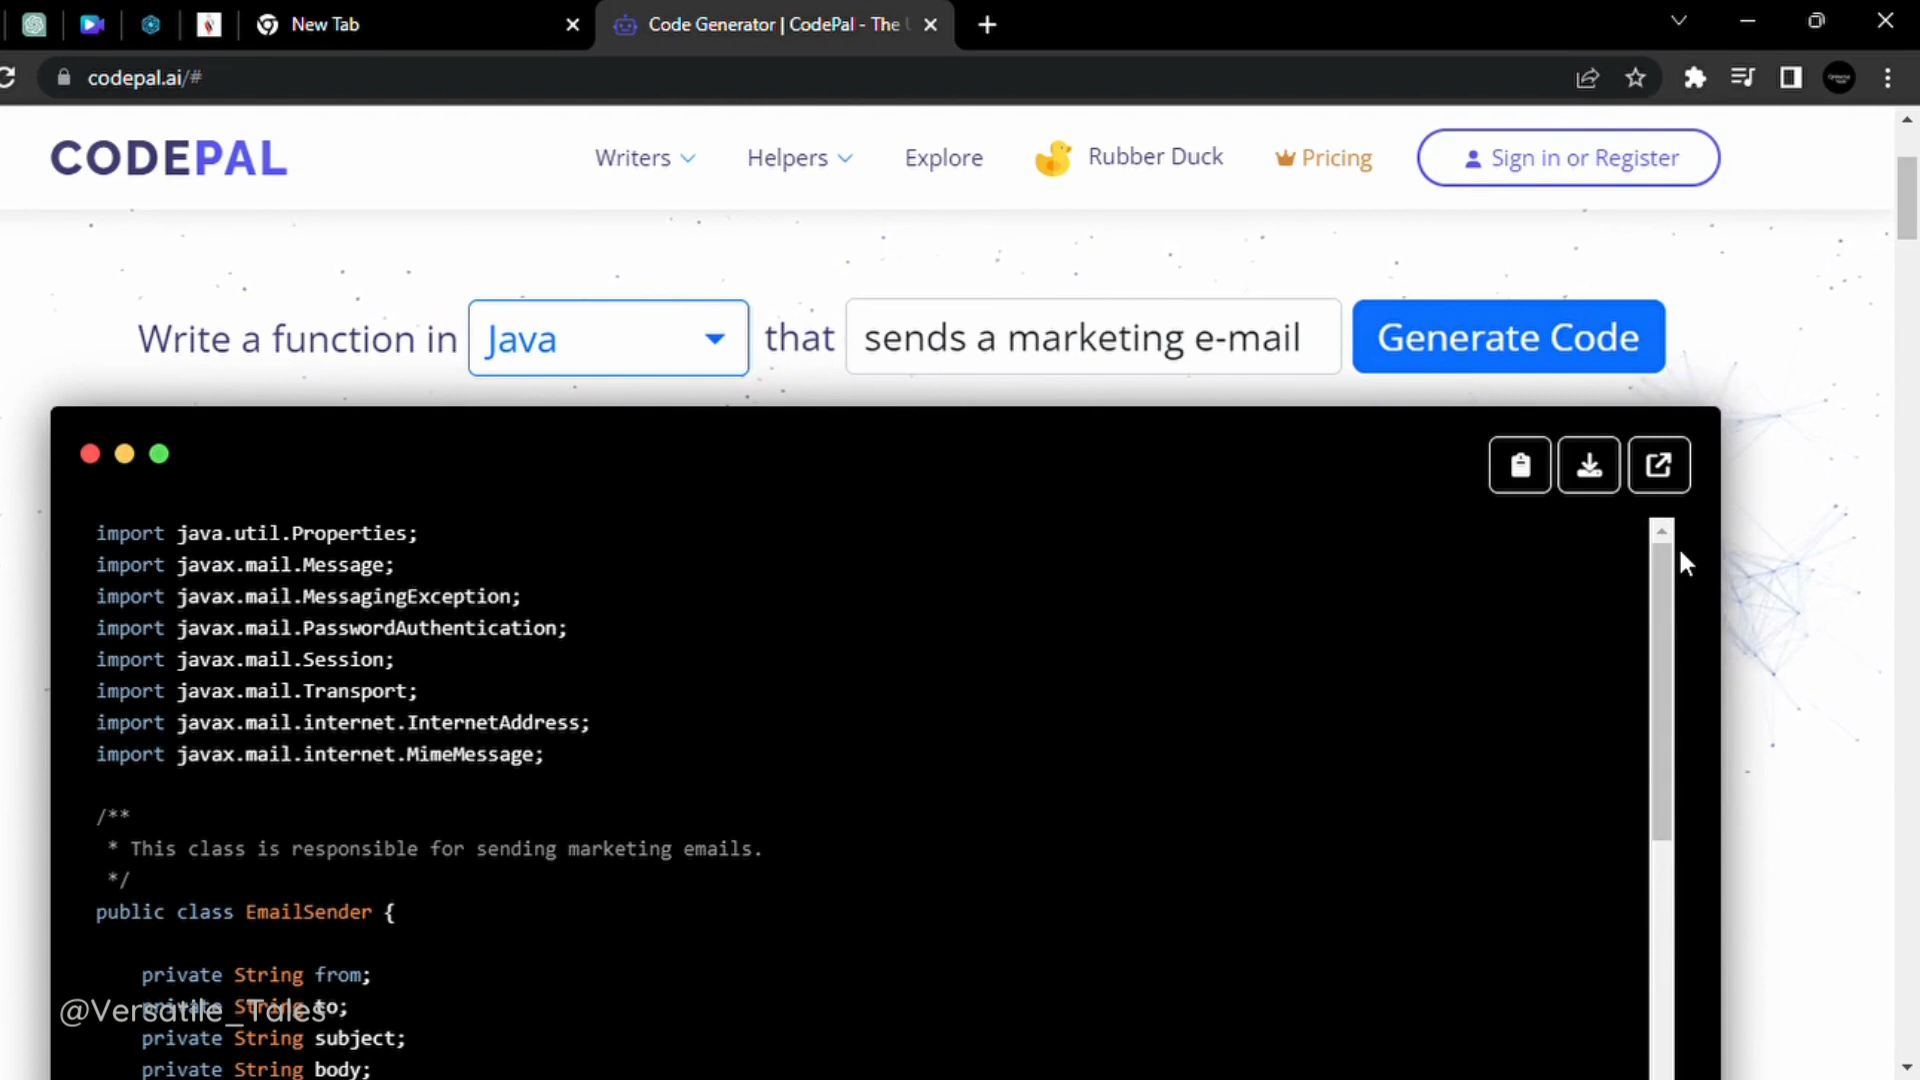 New Tab
Code Generator | CodePal - The
codepal.ai/#
CODEPAL
Writers
Helpers
Explore
Rubber Duck
Pricing
Sign in or Register
Write a function in Java that sends a marketing e-mail Generate Code
import java.util.Properties;
import javax.mail.Message;
import javax.mail.MessagingException;
import javax.mail.PasswordAuthentication;
import javax.mail.Session;
import javax.mail.Transport;
import javax.mail.internet.InternetAddress;
import javax.mail.internet.MimeMessage;
/**
* This class is responsible for sending marketing emails.
*/
public class EmailSender {
private String from;
private String to;
@Versatile_Tales
private String subject;
private String body;